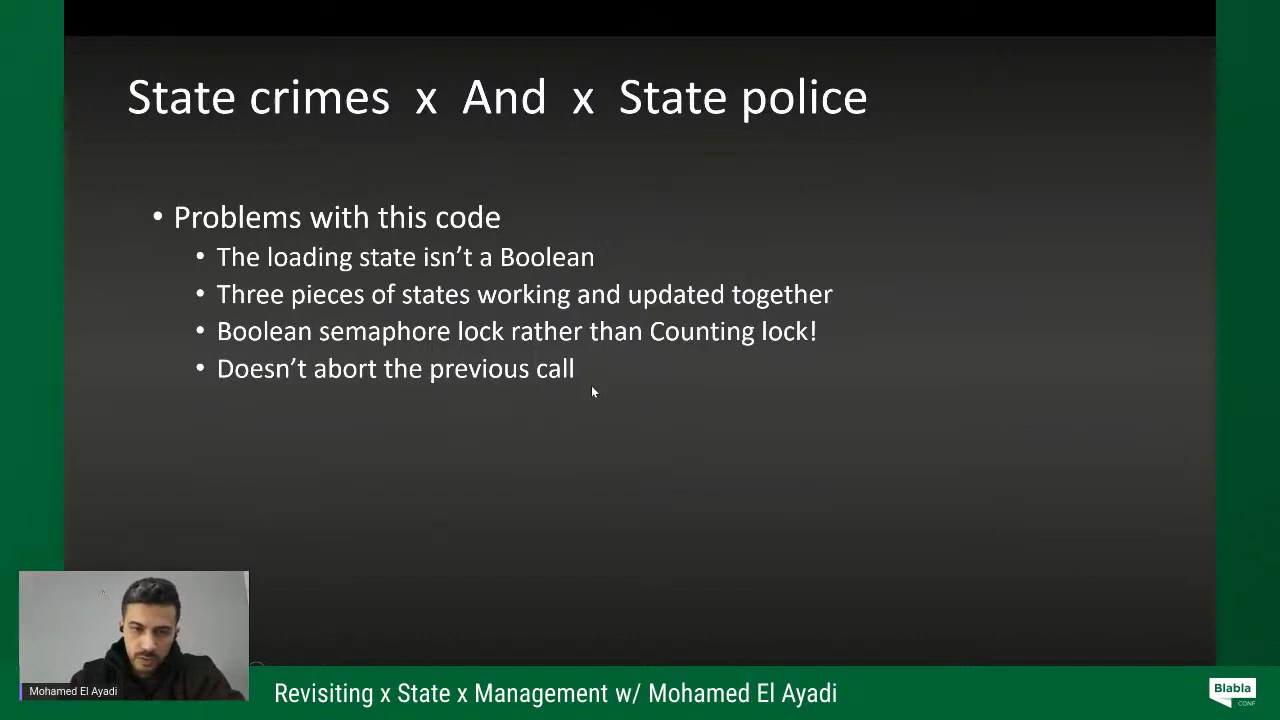 State crimes x And x State police
• Problems with this code
• The loading state isn’t a Boolean
• Three pieces of states working and updated together
• Boolean semaphore lock rather than Counting lock!
• Doesn’t abort the previous call
Mohamed El Ayadi
Revisiting x State x Management w/ Mohamed El Ayadi
Blabla
CONF